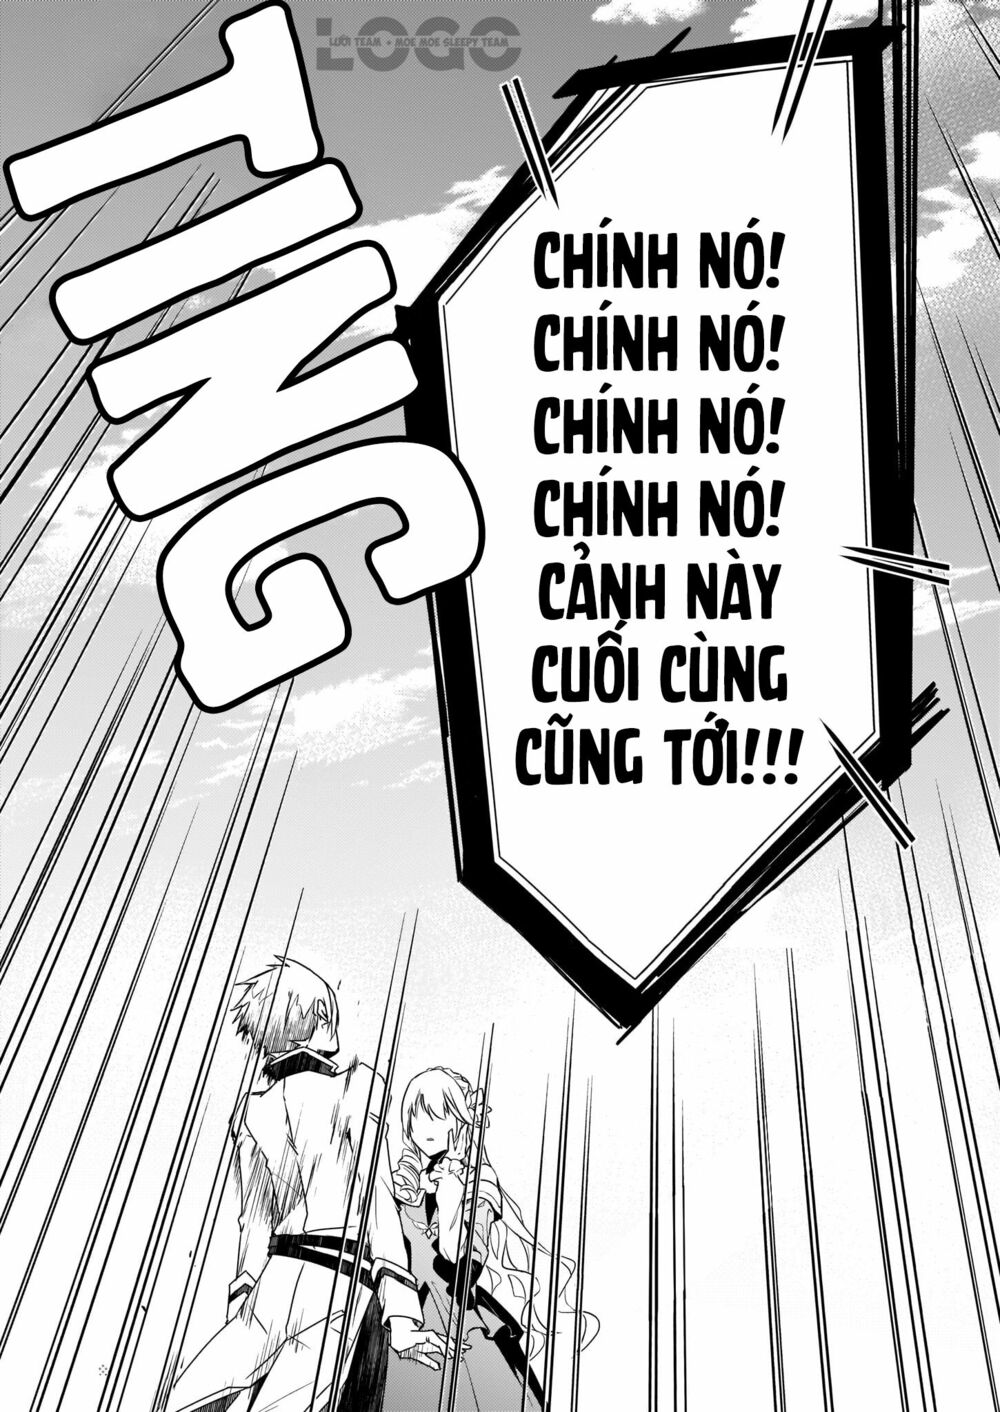 LOGO
LƯỜI TEAM + MOE MOE SLEEPY TEAM
TING
CHÍNH NÓ!
CHÍNH NÓ!
CHÍNH NÓ!
CHÍNH NÓ!
CẢNH NÀY
CUỐI CÙNG
CŨNG TỚI!!!